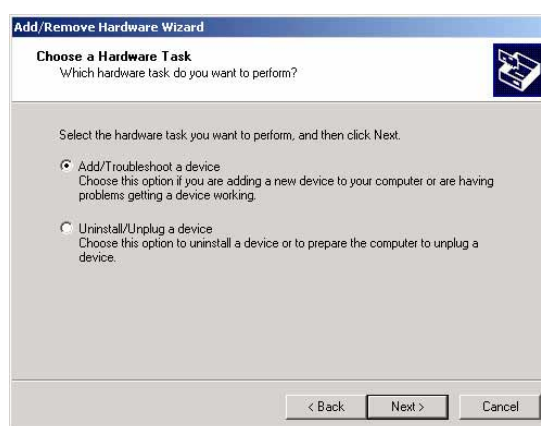 Add/Remove Hardware Wizard
Choose a Hardware Task
Which hardware task do you want to perform?
Select the hardware task you want to perform, and then click Next.
Add/Troubleshoot a device
Choose this option if you are adding a new device to your computer or are having
problems getting a device working.
Uninstall/Unplug a device
Choose this option to uninstall a device or to prepare the computer to unplug a
device.
< Back Next > Cancel